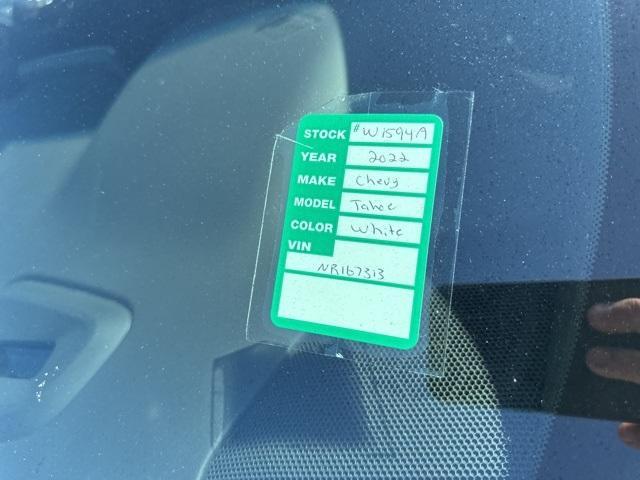 STOCK #W1594A
YEAR 2022
MAKE Chevy
MODEL Tahoe
COLOR White
VIN
NR167313